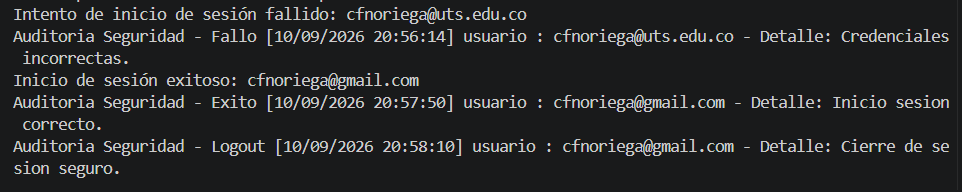 Intento de inicio de sesión fallido: cfnoriega@uts.edu.co
Auditoria Seguridad - Fallo [10/09/2026 20:56:14] usuario : cfnoriega@uts.edu.co - Detalle: Credenciales
 incorrectas.
Inicio de sesión exitoso: cfnoriega@gmail.com
Auditoria Seguridad - Exito [10/09/2026 20:57:50] usuario : cfnoriega@gmail.com - Detalle: Inicio sesion
 correcto.
Auditoria Seguridad - Logout [10/09/2026 20:58:10] usuario : cfnoriega@gmail.com - Detalle: Cierre de se
sion seguro.